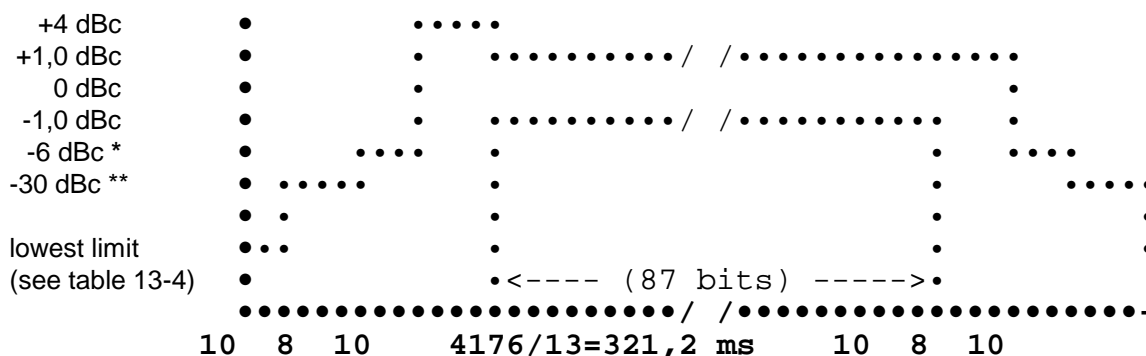 +4 dBc
+1,0 dBc / /
0 dBc
-1,0 dBc / /
-6 dBc *
-30 dBc **
lowest limit
(see table 13-4) <---- (87 bits) ----->
/ /
10 8 10 4176/13=321,2 ms 10 8 10